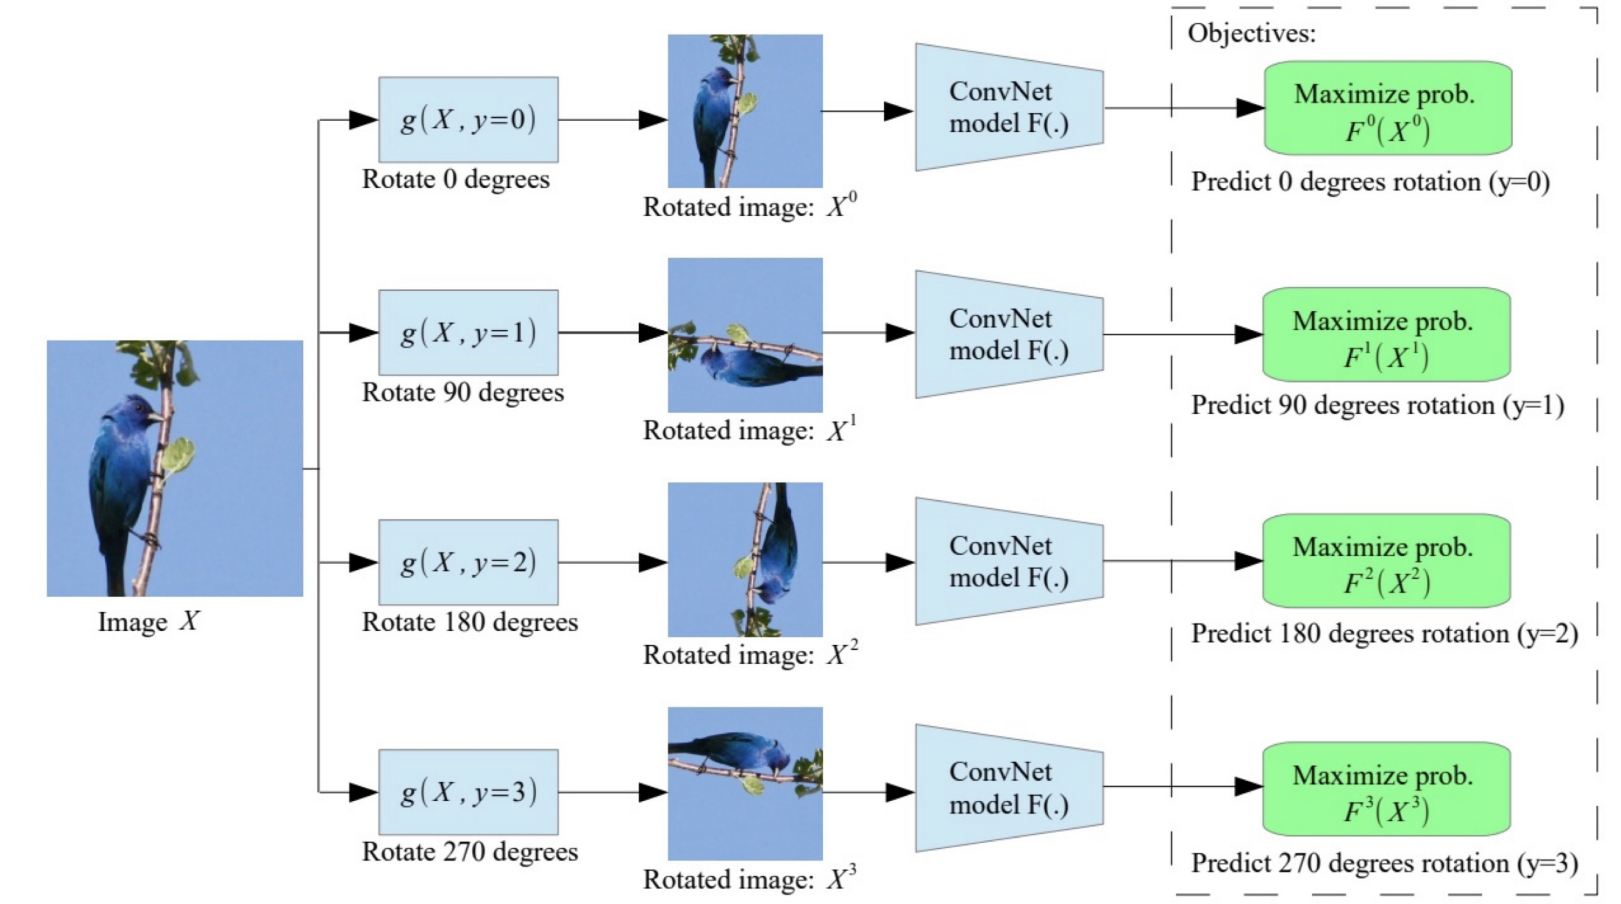 Objectives:
g(X, y=0)
Rotate 0 degrees
Rotated image: X⁰
ConvNet
model F(.)
Maximize prob.
F⁰(X⁰)
Predict 0 degrees rotation (y=0)
g(X, y=1)
Rotate 90 degrees
Rotated image: X¹
ConvNet
model F(.)
Maximize prob.
F¹(X¹)
Predict 90 degrees rotation (y=1)
Image X
g(X, y=2)
Rotate 180 degrees
Rotated image: X²
ConvNet
model F(.)
Maximize prob.
F²(X²)
Predict 180 degrees rotation (y=2)
g(X, y=3)
Rotate 270 degrees
Rotated image: X³
ConvNet
model F(.)
Maximize prob.
F³(X³)
Predict 270 degrees rotation (y=3)